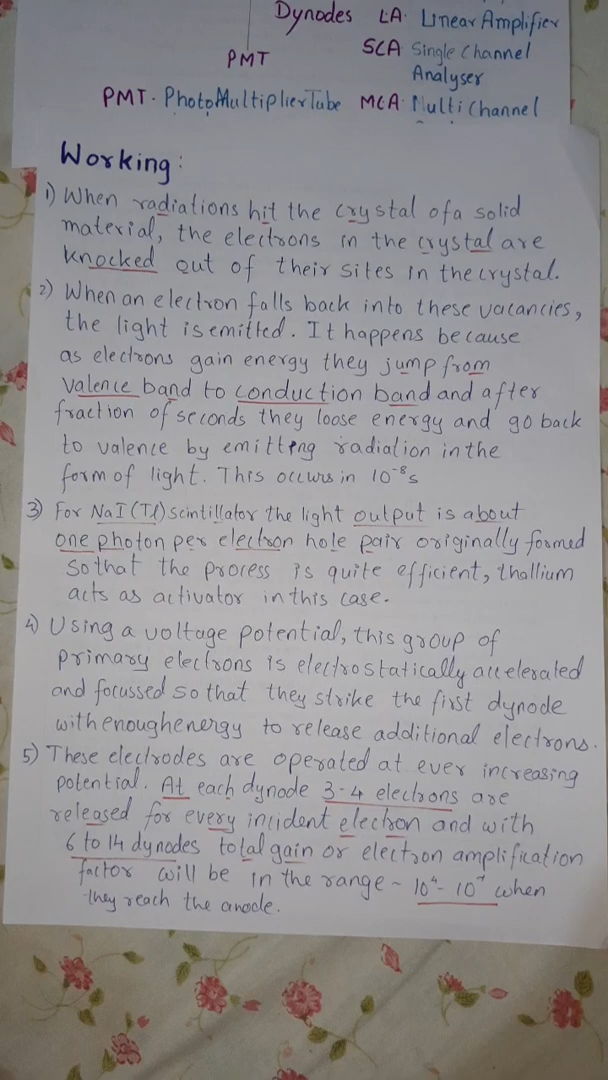 Dynodes LA. Linear Amplifier
PMT SCA Single Channel
Analyser
PMT. PhotoMultiplierTube MCA. Multi Channel
Working:
1) When radiations hit the crystal of a solid
material, the electrons in the crystal are
knocked out of their sites in the crystal.
2) When an electron falls back into these vacancies,
the light is emitted. It happens because
as electrons gain energy they jump from
valence band to conduction band and after
fraction of seconds they loose energy and go back
to valence by emitting radiation in the
form of light. This occurs in 10⁻⁸s
3) For NaI(Tl) scintillator the light output is about
one photon per electron hole pair originally formed
so that the process is quite efficient, thallium
acts as activator in this case.
4) Using a voltage potential, this group of
primary electrons is electrostatically accelerated
and focussed so that they strike the first dynode
with enough energy to release additional electrons.
5) These electrodes are operated at ever increasing
potential. At each dynode 3-4 electrons are
released for every incident electron and with
6 to 14 dynodes total gain or electron amplification
factor will be in the range ~ 10⁴- 10⁷ when
they reach the anode.